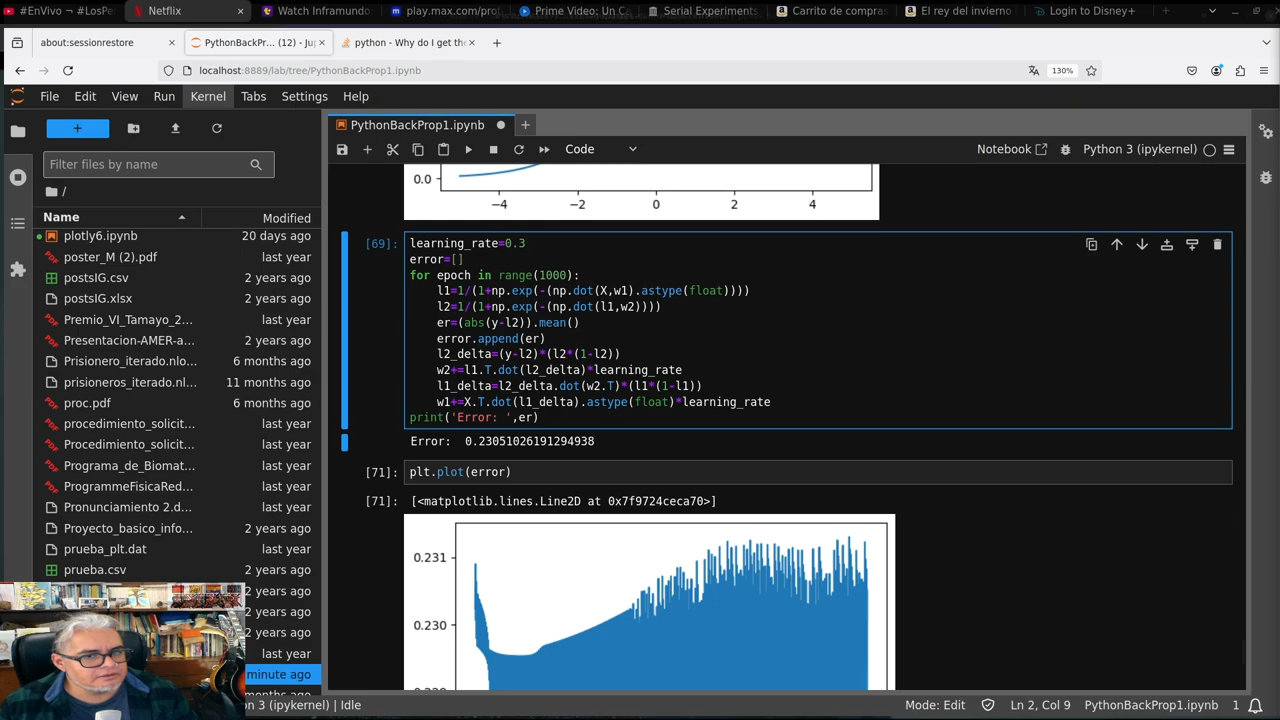 #EnVivo ¬ #LosPe
Netflix
Watch Inframundo
play.max.com/prof
Prime Video: Un Ca
Serial Experiments
Carrito de compras
El rey del invierno
Login to Disney+
about:sessionrestore
PythonBackProp... (12) - Jup
python - Why do I get the
localhost:8889/lab/tree/PythonBackProp1.ipynb
130%
File Edit View Run Kernel Tabs Settings Help
PythonBackProp1.ipynb
Filter files by name
Code
Notebook
Python 3 (ipykernel)
/
Name
Modified
plotly6.ipynb 20 days ago
poster_M (2).pdf last year
postsIG.csv 2 years ago
postsIG.xlsx 2 years ago
Premio_VI_Tamayo_2... last year
Presentacion-AMER-a... 2 years ago
Prisionero_iterado.nlo... 6 months ago
prisioneros_iterado.nl... 11 months ago
proc.pdf 6 months ago
procedimiento_solicit... last year
Procedimiento_solicit... last year
Programa_de_Biomat... last year
ProgrammeFisicaRed... last year
Pronunciamiento 2.d... last year
Proyecto_basico_info... 2 years ago
prueba_plt.dat last year
prueba.csv 2 years ago
2 years ago
2 years ago
2 years ago
last year
minute ago
months ago
0.0
−4 −2 0 2 4
[69]:
learning_rate=0.3
error=[]
for epoch in range(1000):
l1=1/(1+np.exp(-(np.dot(X,w1).astype(float))))
l2=1/(1+np.exp(-(np.dot(l1,w2))))
er=(abs(y-l2)).mean()
error.append(er)
l2_delta=(y-l2)*(l2*(1-l2))
w2+=l1.T.dot(l2_delta)*learning_rate
l1_delta=l2_delta.dot(w2.T)*(l1*(1-l1))
w1+=X.T.dot(l1_delta).astype(float)*learning_rate
print('Error: ',er)
Error:  0.23051026191294938
[71]:
plt.plot(error)
[71]:
[<matplotlib.lines.Line2D at 0x7f9724ceca70>]
0.231
0.230
n 3 (ipykernel) | Idle
Mode: Edit
Ln 2, Col 9
PythonBackProp1.ipynb
1